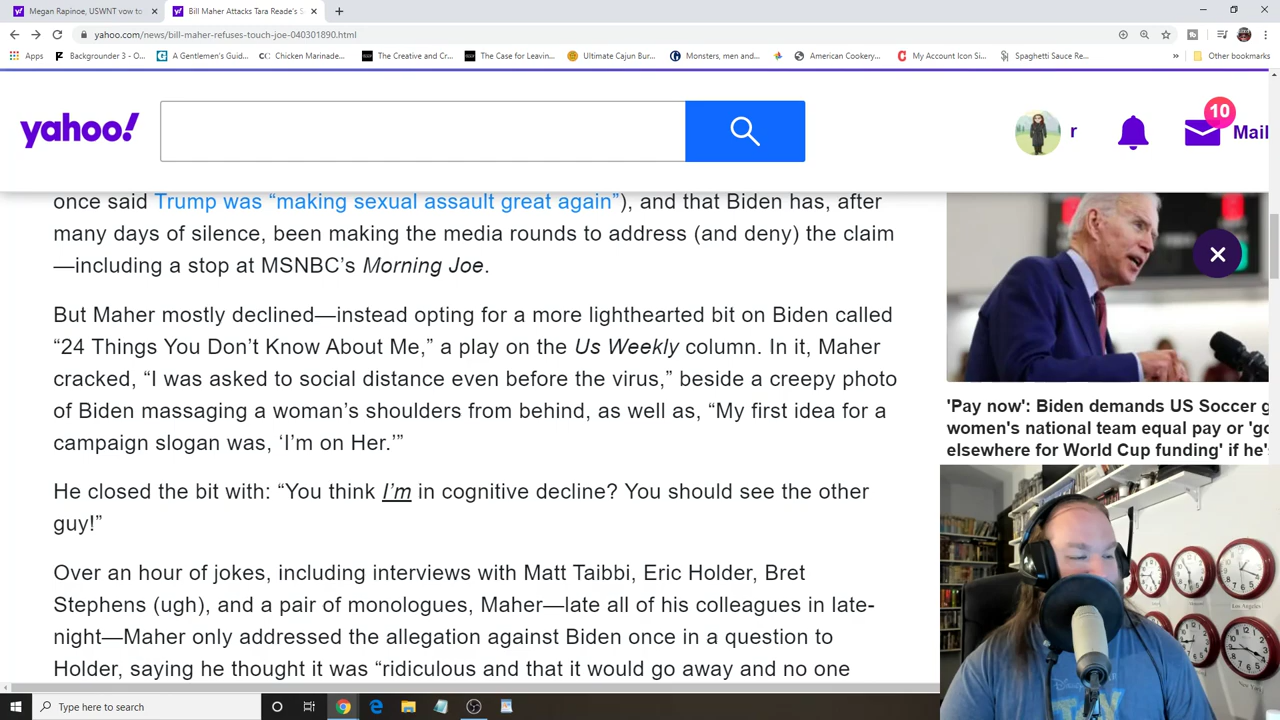 Megan Rapinoe, USWNT vow to
Bill Maher Attacks Tara Reade's S
yahoo.com/news/bill-maher-refuses-touch-joe-040301890.html
Apps
Backgrounder 3 - O...
A Gentlemen's Guid...
Chicken Marinade...
The Creative and Cr...
The Case for Leavin...
Ultimate Cajun Bur...
Monsters, men and...
American Cookery...
My Account Icon Si...
Spaghetti Sauce Re...
»
Other bookmarks
yahoo!
r
10
Mail
once said Trump was “making sexual assault great again”), and that Biden has, after
many days of silence, been making the media rounds to address (and deny) the claim
—including a stop at MSNBC’s Morning Joe.
But Maher mostly declined—instead opting for a more lighthearted bit on Biden called
“24 Things You Don’t Know About Me,” a play on the Us Weekly column. In it, Maher
cracked, “I was asked to social distance even before the virus,” beside a creepy photo
of Biden massaging a woman’s shoulders from behind, as well as, “My first idea for a
campaign slogan was, ‘I’m on Her.’”
He closed the bit with: “You think I’m in cognitive decline? You should see the other
guy!”
Over an hour of jokes, including interviews with Matt Taibbi, Eric Holder, Bret
Stephens (ugh), and a pair of monologues, Maher—late all of his colleagues in late-
night—Maher only addressed the allegation against Biden once in a question to
Holder, saying he thought it was “ridiculous and that it would go away and no one
'Pay now': Biden demands US Soccer g
women's national team equal pay or 'go
elsewhere for World Cup funding' if he's
Los Angeles
Type here to search